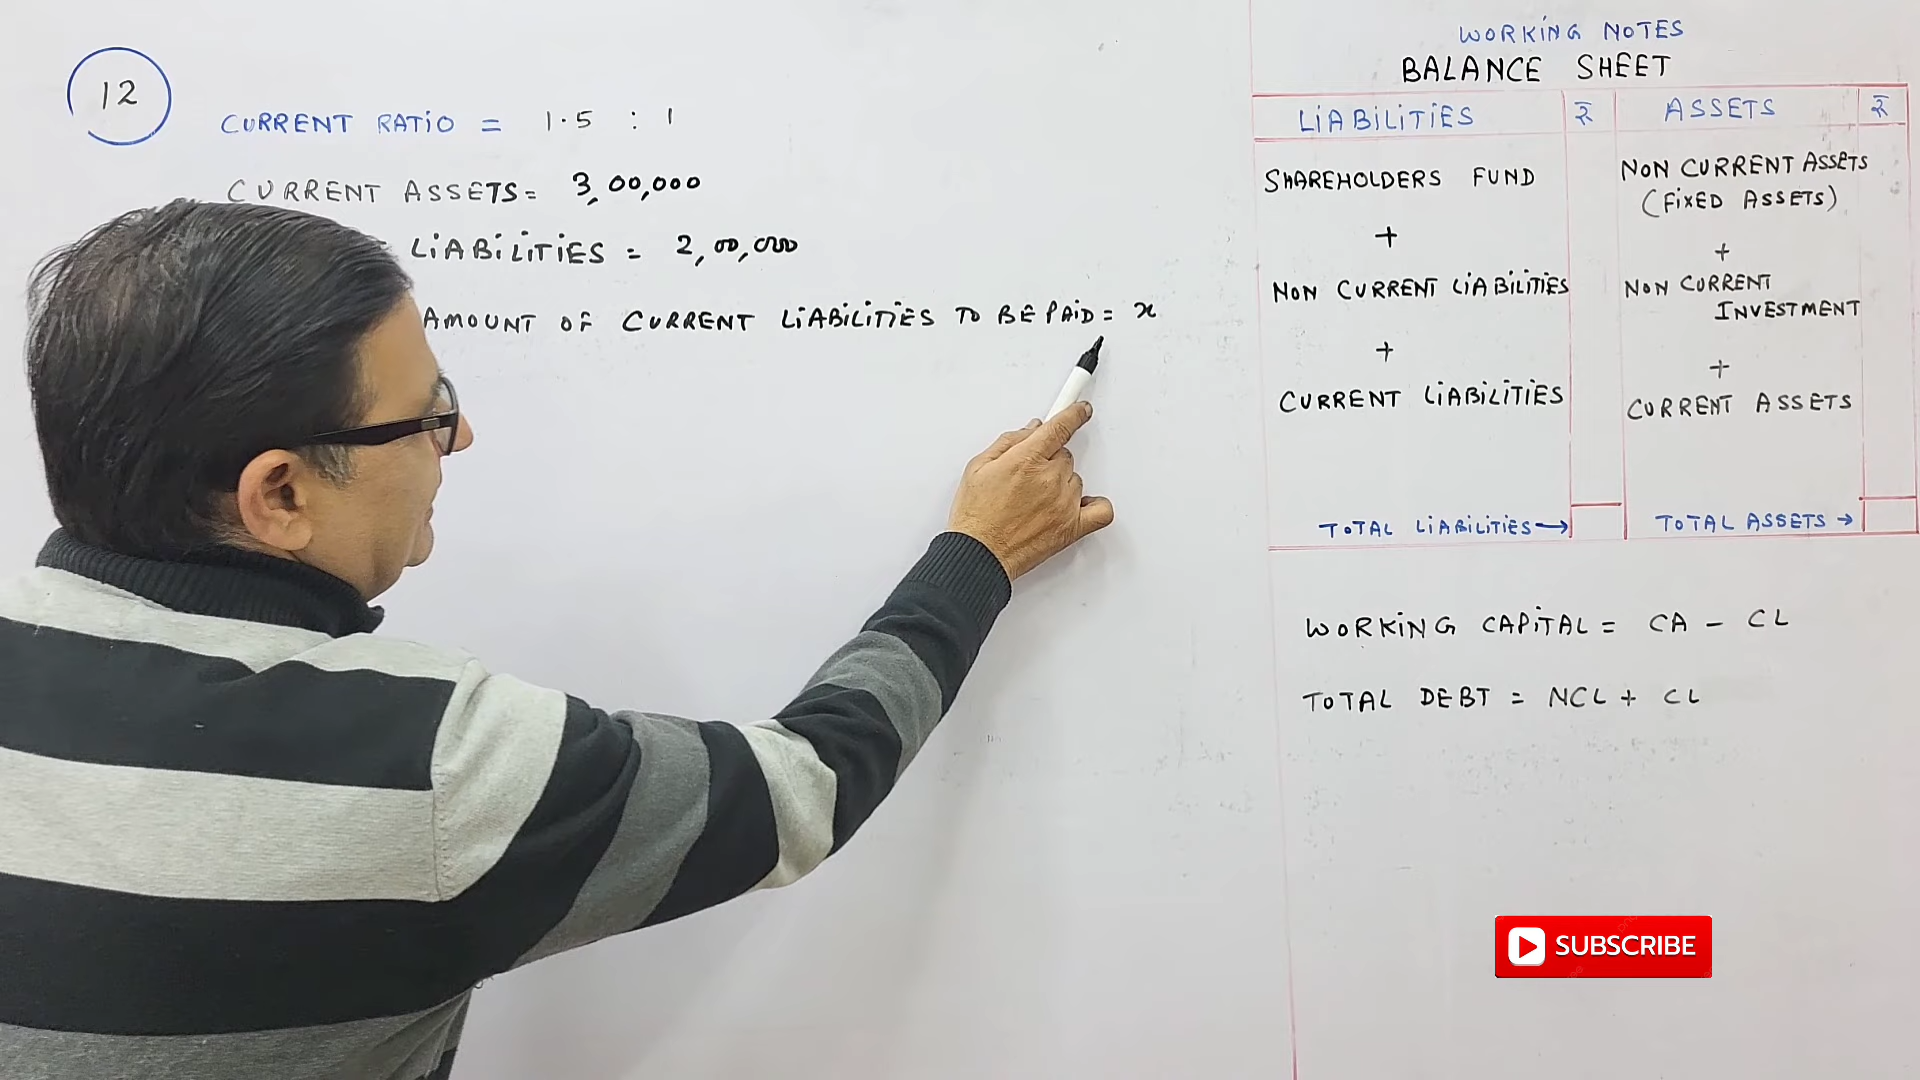 12
CURRENT RATIO = 1.5 : 1
CURRENT ASSETS = 3,00,000
LIABILITIES = 2,00,000
AMOUNT OF CURRENT LIABILITIES TO BE PAID = x
WORKING NOTES
BALANCE SHEET
LIABILITIES ₹ ASSETS ₹
SHAREHOLDERS FUND
+
NON CURRENT LIABILITIES
+
CURRENT LIABILITIES
TOTAL LIABILITIES →
NON CURRENT ASSETS
(FIXED ASSETS)
+
NON CURRENT
INVESTMENT
+
CURRENT ASSETS
TOTAL ASSETS →
WORKING CAPITAL = CA - CL
TOTAL DEBT = NCL + CL
SUBSCRIBE